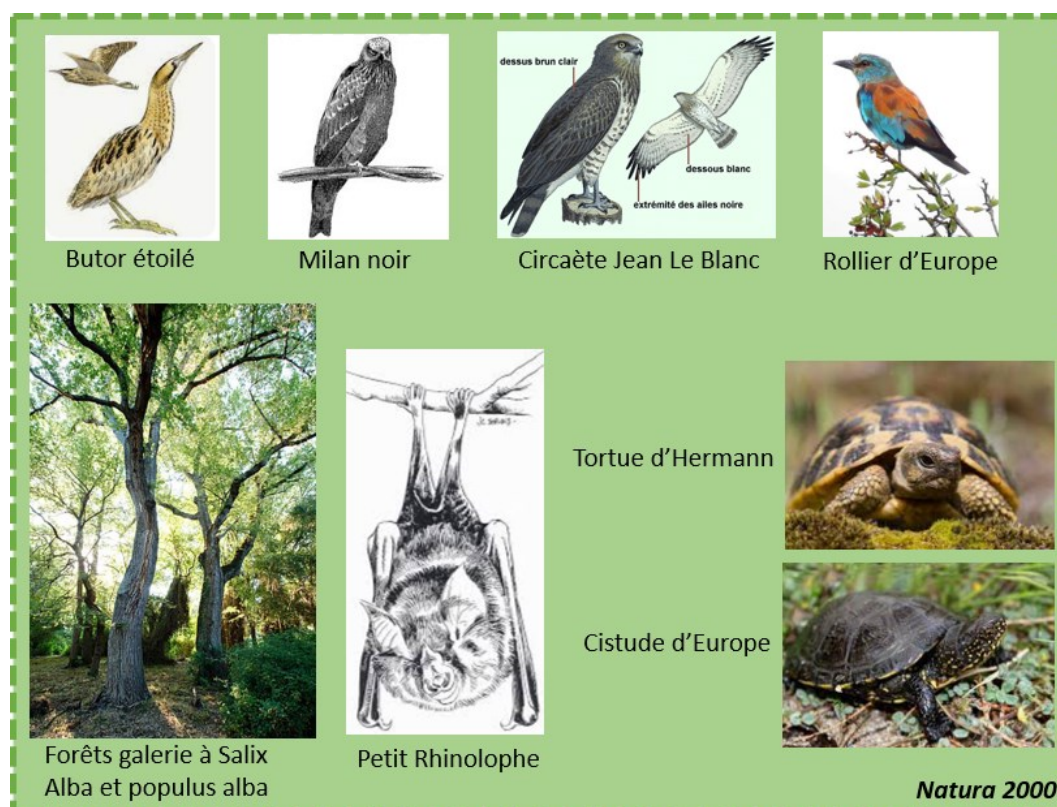 dessus brun clair
dessous blanc
extrémité des ailes noire
Butor étoilé
Milan noir
Circaète Jean Le Blanc
Rollier d'Europe
Tortue d'Hermann
Cistude d'Europe
Forêts galerie à Salix
Alba et populus alba
Petit Rhinolophe
Natura 2000